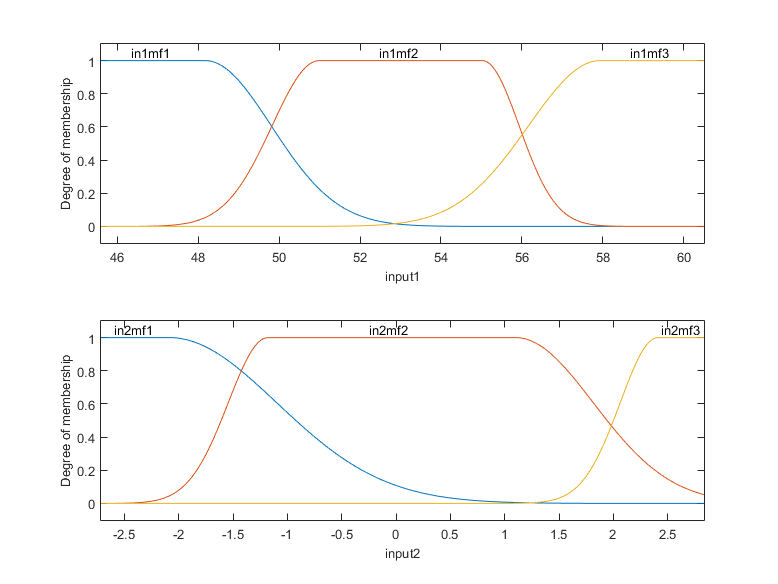 in1mf1 in1mf2 in1mf3
1
0.8
0.6
0.4
0.2
0
Degree of membership
46 48 50 52 54 56 58 60
input1
in2mf1 in2mf2 in2mf3
1
0.8
0.6
0.4
0.2
0
Degree of membership
-2.5 -2 -1.5 -1 -0.5 0 0.5 1 1.5 2 2.5
input2